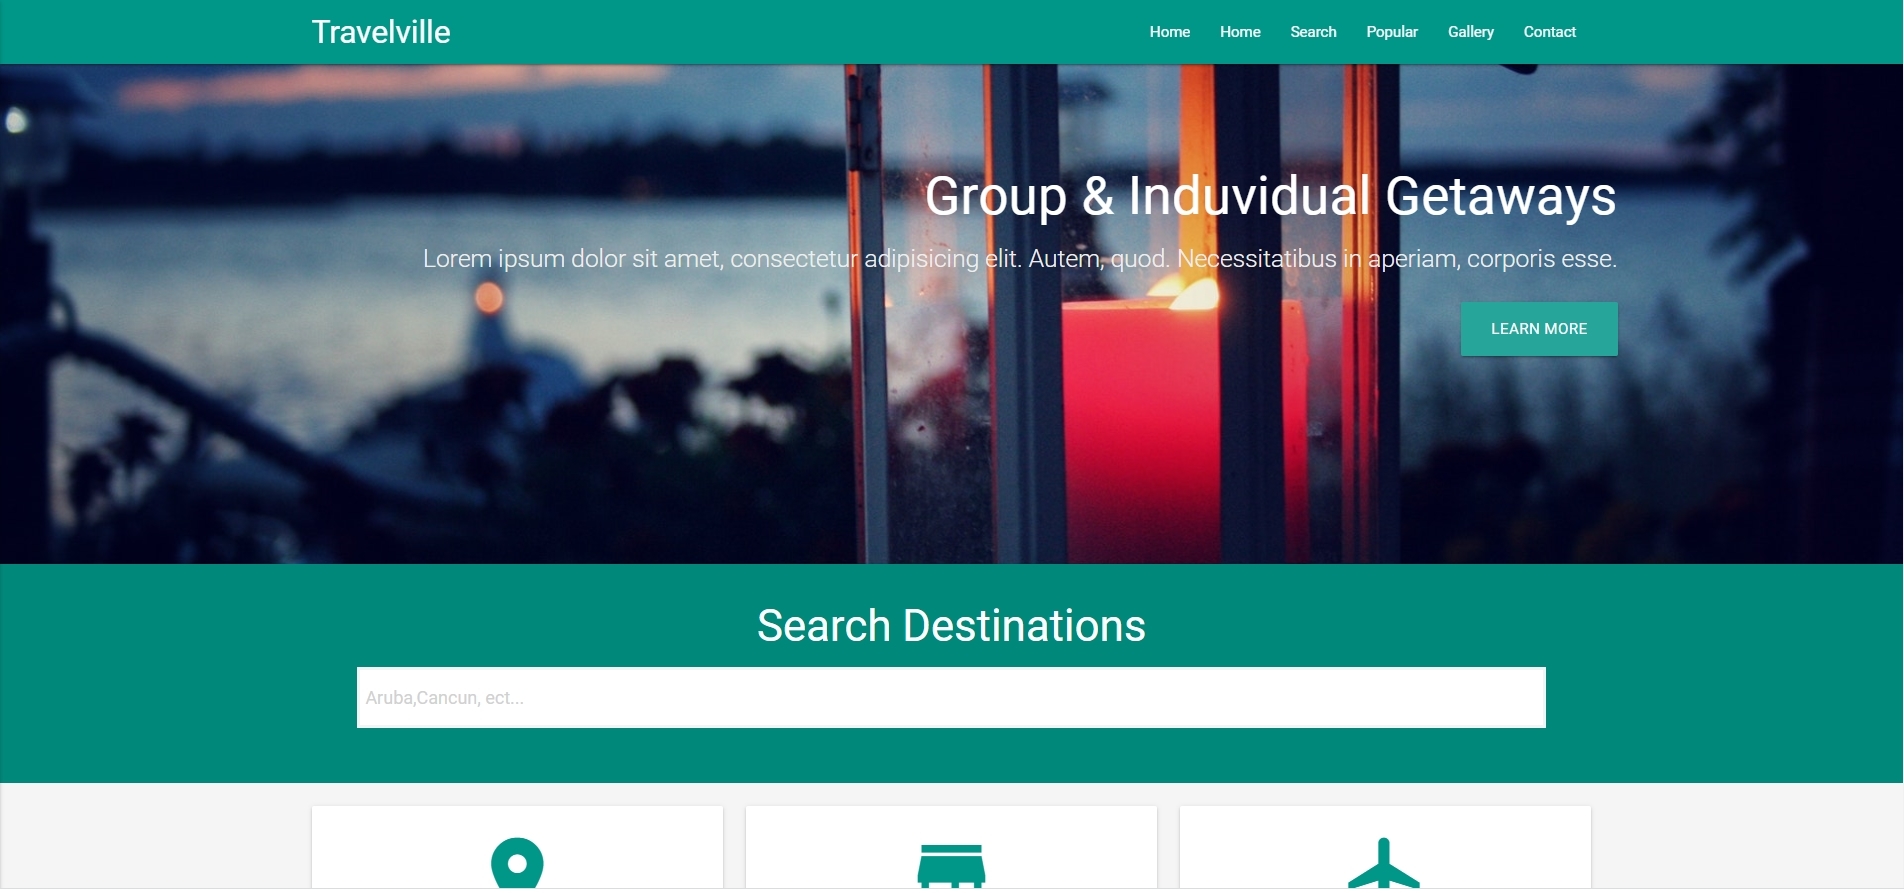 Travelville
Home Home Search Popular Gallery Contact
Group & Induvidual Getaways
Lorem ipsum dolor sit amet, consectetur adipisicing elit. Autem, quod. Necessitatibus in aperiam, corporis esse.
LEARN MORE
Search Destinations
Aruba,Cancun, ect...